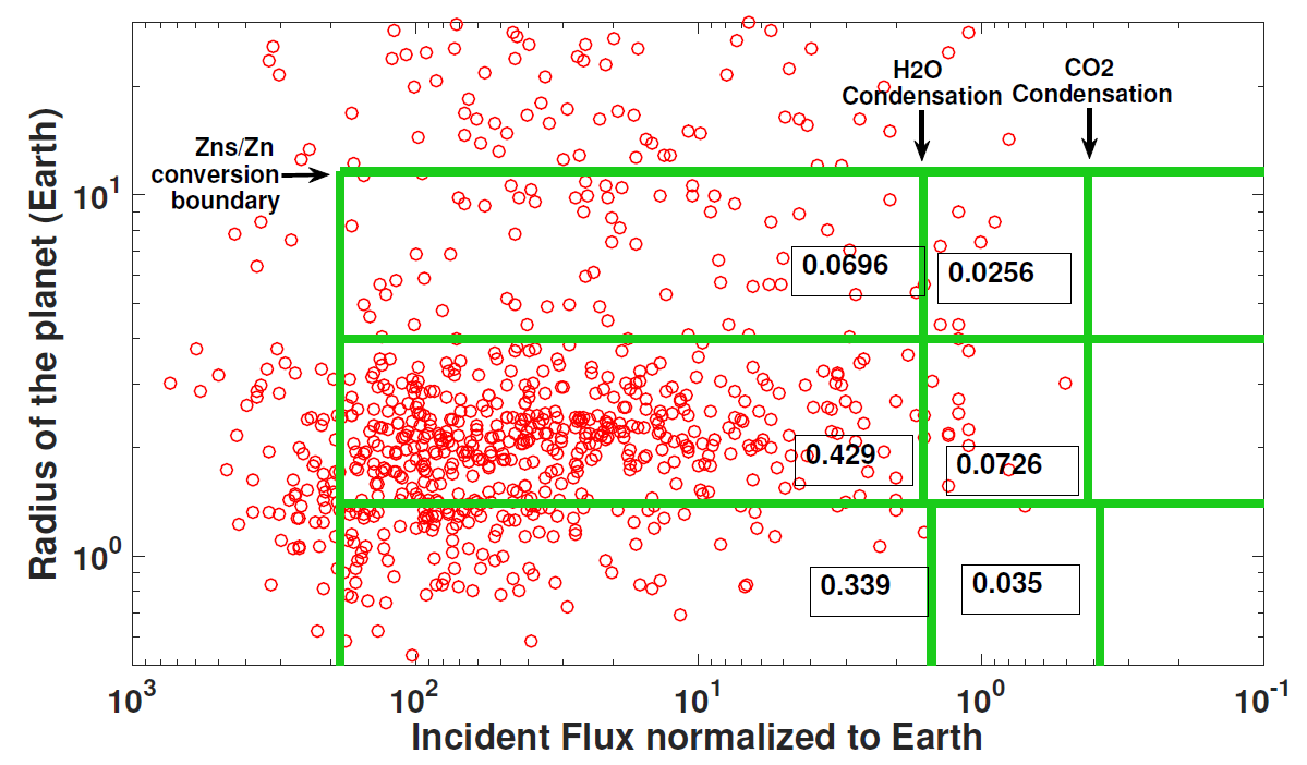 H2O
Condensation
CO2
Condensation
Zns/Zn
conversion
boundary
Radius of the planet (Earth)
10^1
10^0
0.0696
0.0256
0.429
0.0726
0.339
0.035
10^3
10^2
10^1
10^0
10^-1
Incident Flux normalized to Earth